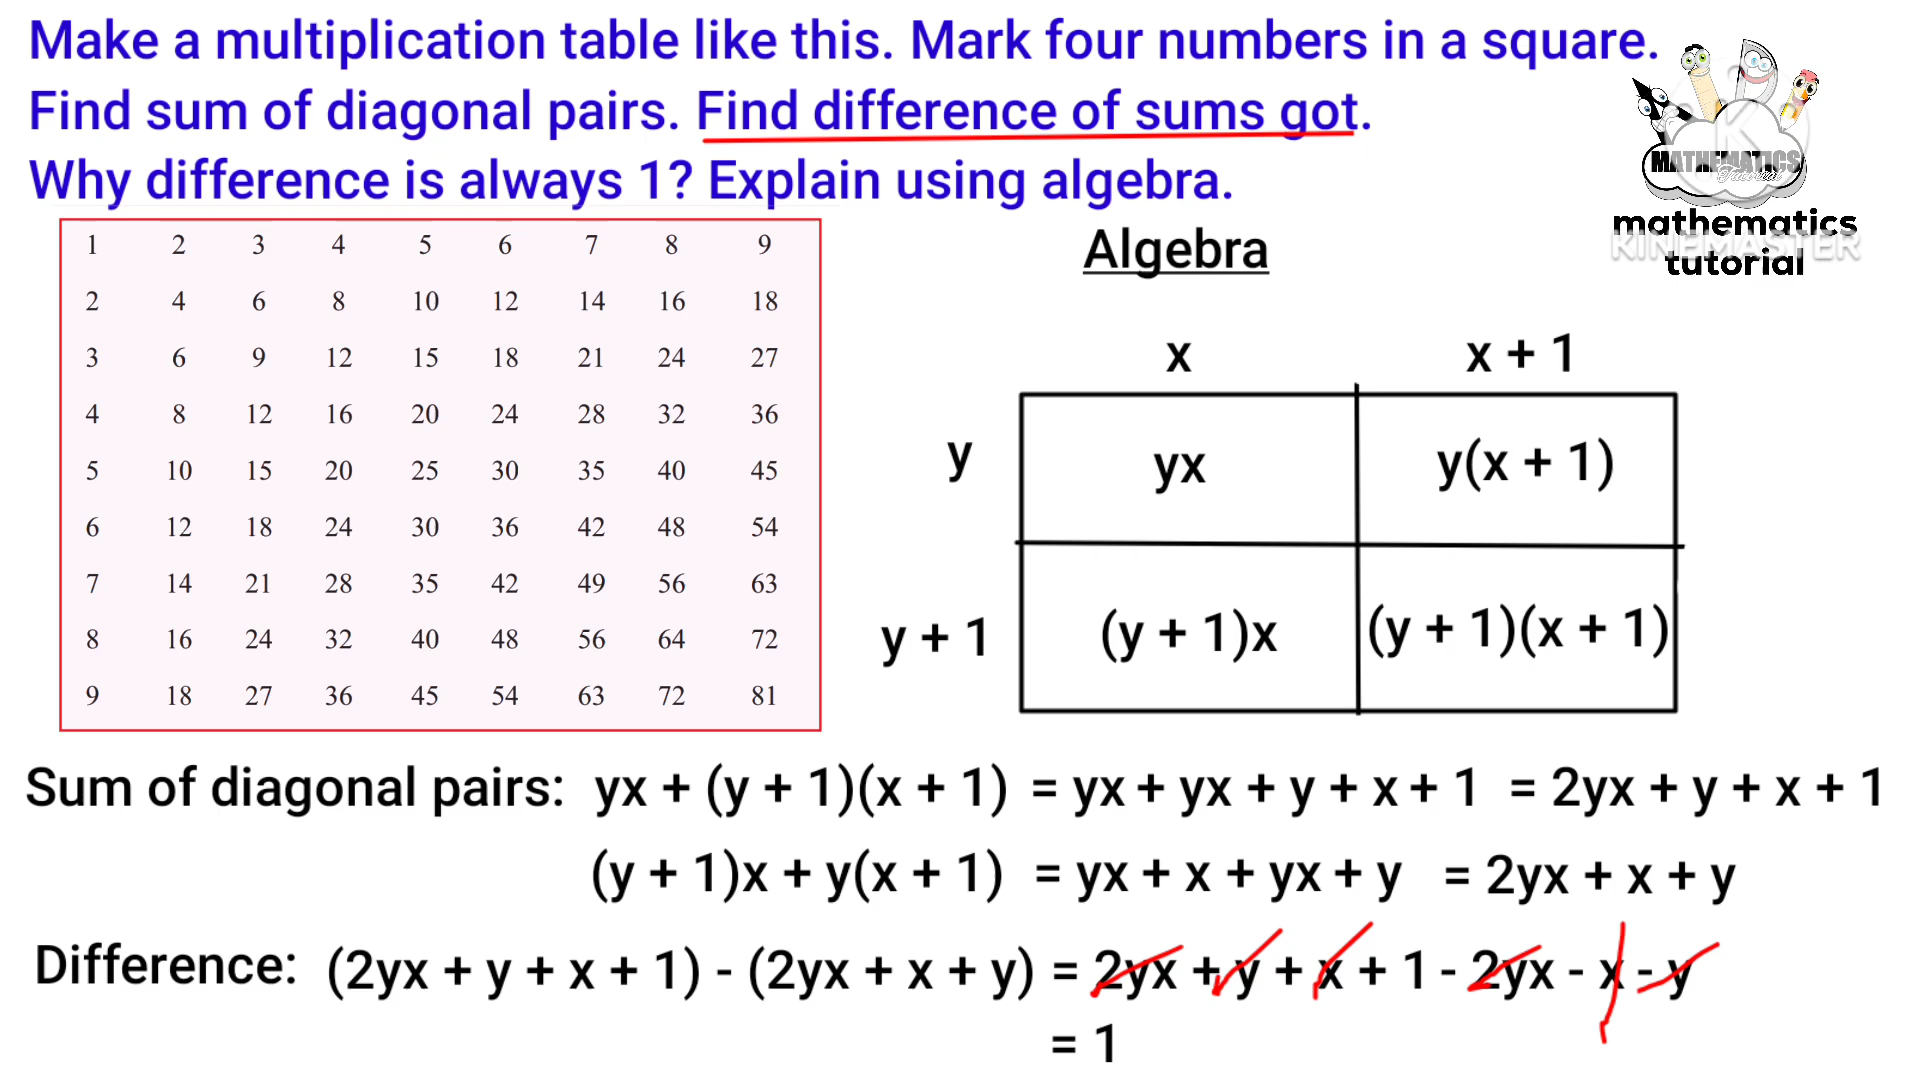 Make a multiplication table like this. Mark four numbers in a square.
Find sum of diagonal pairs. Find difference of sums got.
Why difference is always 1? Explain using algebra.
MATHEMATICS
Tutorial
mathematics
KINEMASTER
tutorial
1 2 3 4 5 6 7 8 9
2 4 6 8 10 12 14 16 18
3 6 9 12 15 18 21 24 27
4 8 12 16 20 24 28 32 36
5 10 15 20 25 30 35 40 45
6 12 18 24 30 36 42 48 54
7 14 21 28 35 42 49 56 63
8 16 24 32 40 48 56 64 72
9 18 27 36 45 54 63 72 81
Algebra
x x + 1
y yx y(x + 1)
y + 1 (y + 1)x (y + 1)(x + 1)
Sum of diagonal pairs: yx + (y + 1)(x + 1) = yx + yx + y + x + 1 = 2yx + y + x + 1
(y + 1)x + y(x + 1) = yx + x + yx + y = 2yx + x + y
Difference: (2yx + y + x + 1) - (2yx + x + y) = 2yx + y + x + 1 - 2yx - x - y
= 1